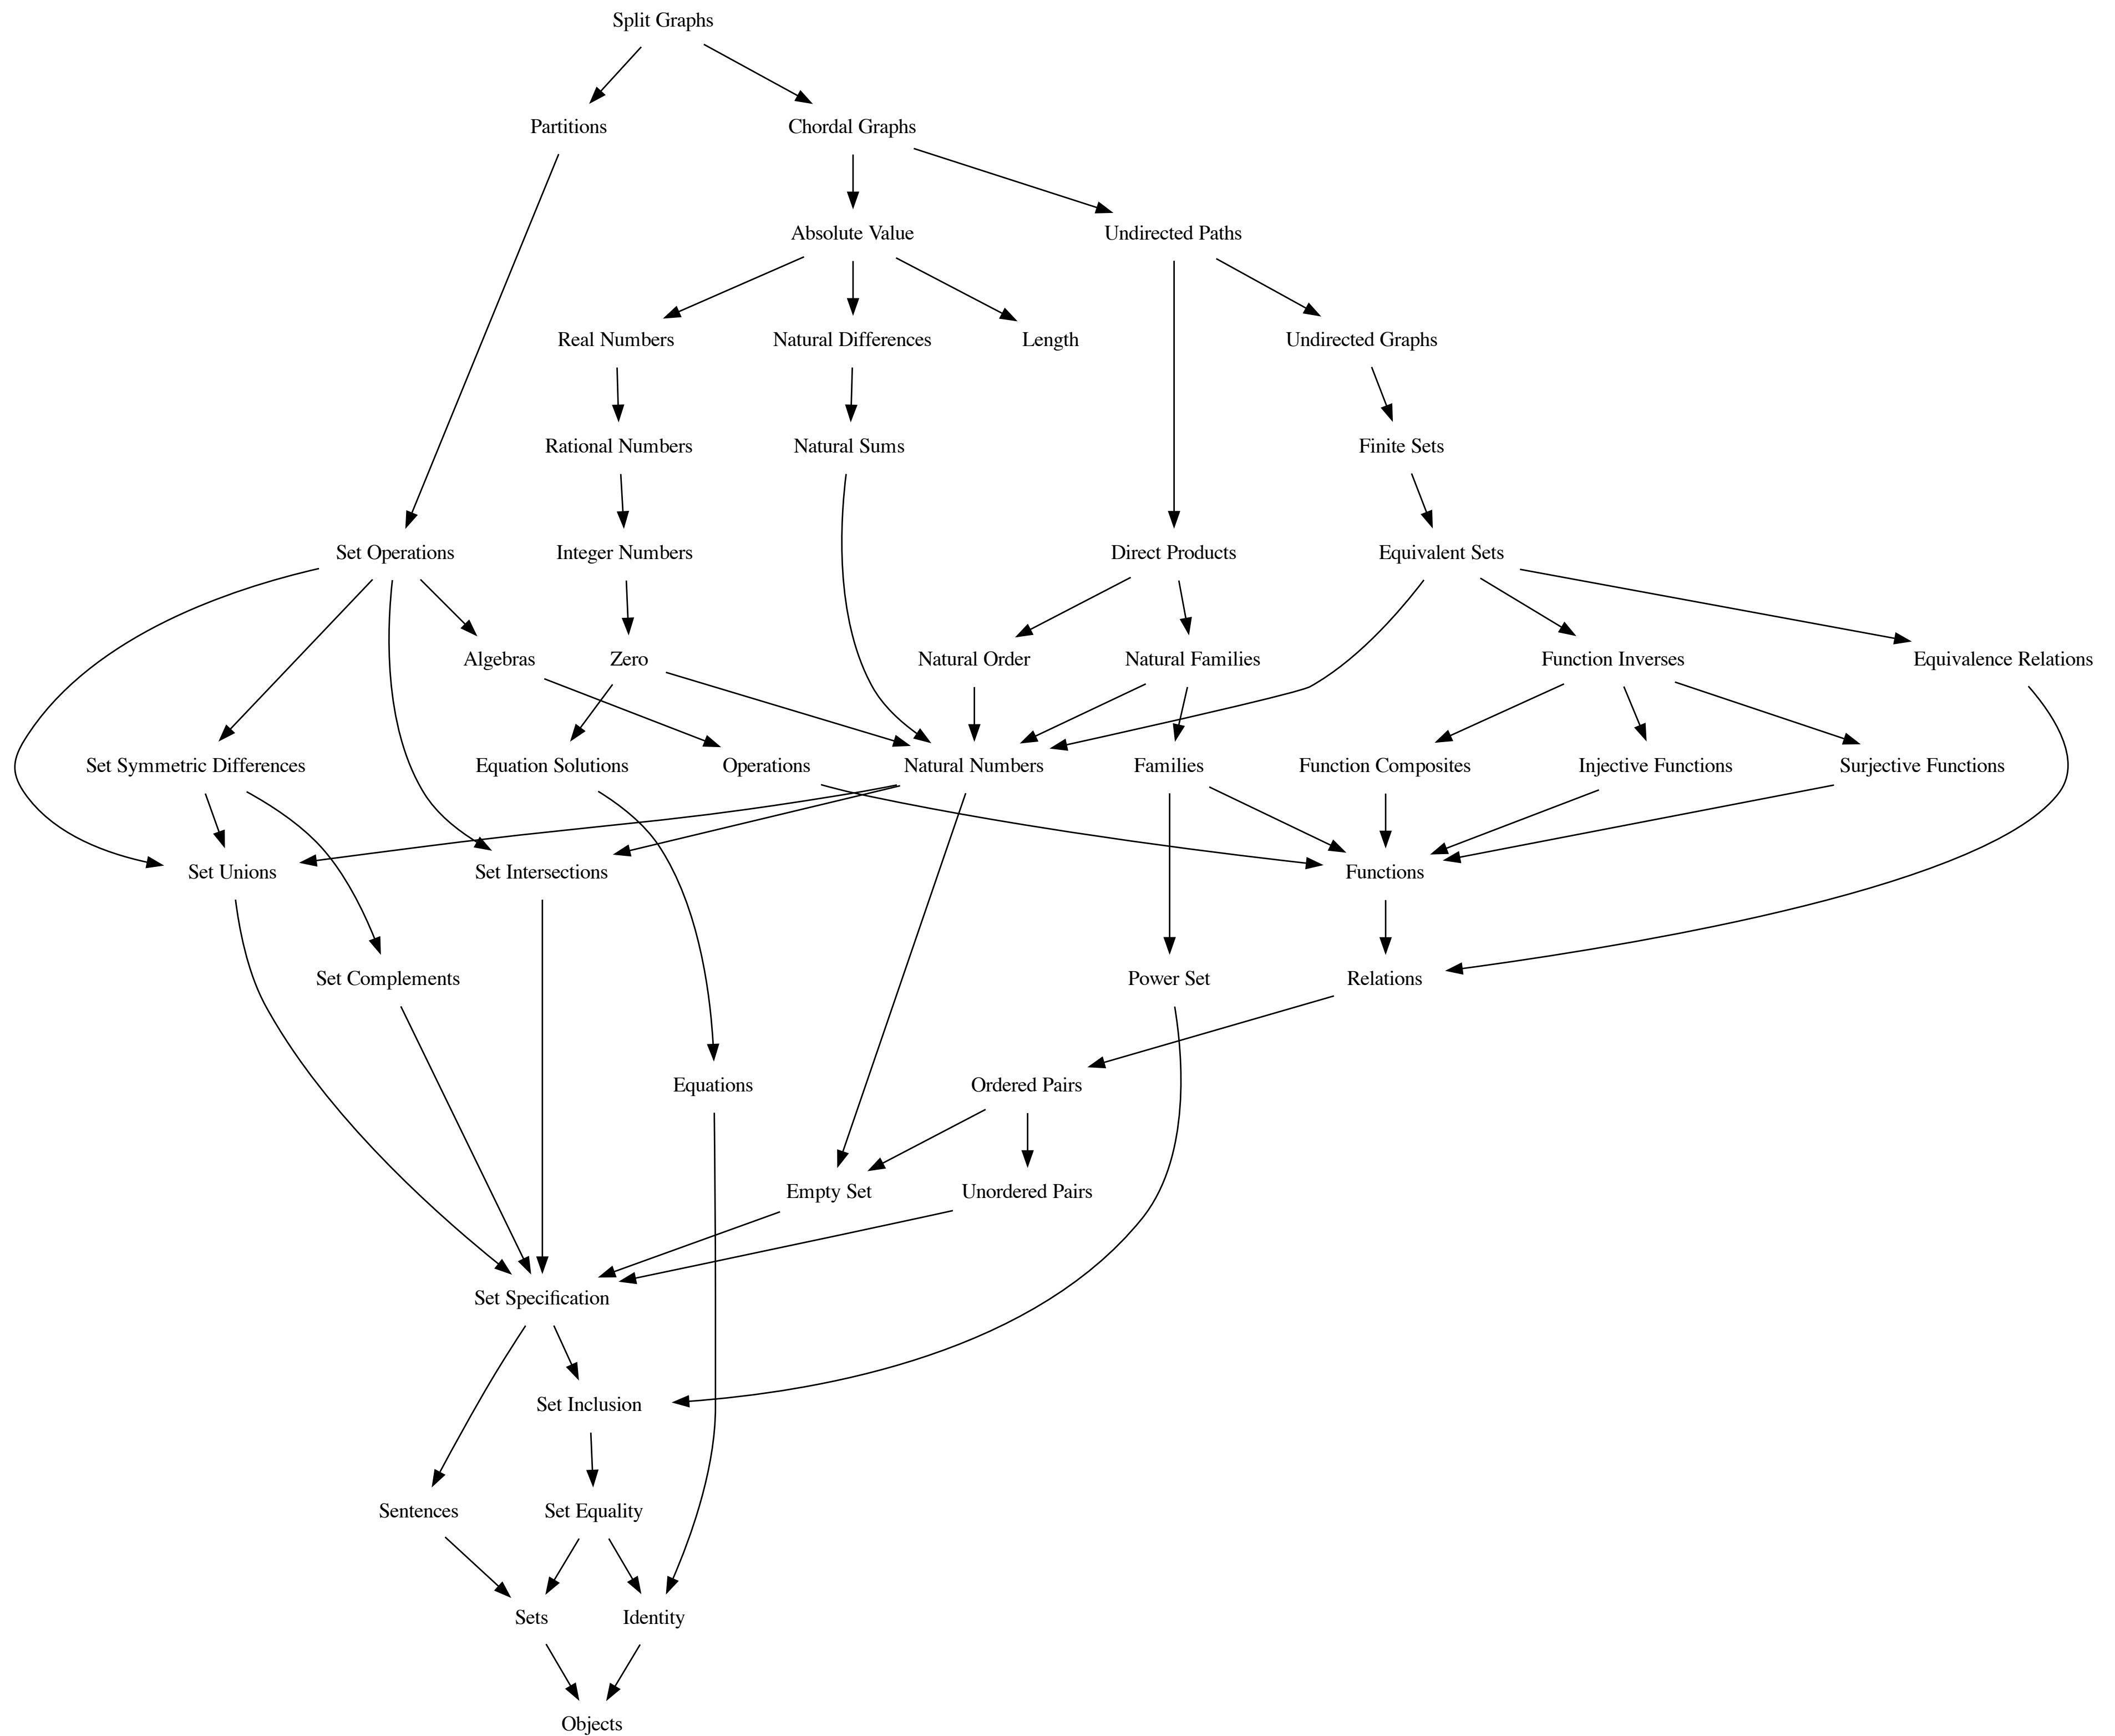 Split Graphs
Partitions
Chordal Graphs
Absolute Value
Undirected Paths
Real Numbers
Natural Differences
Length
Undirected Graphs
Rational Numbers
Natural Sums
Finite Sets
Set Operations
Integer Numbers
Direct Products
Equivalent Sets
Algebras
Zero
Natural Order
Natural Families
Function Inverses
Equivalence Relations
Set Symmetric Differences
Equation Solutions
Operations
Natural Numbers
Families
Function Composites
Injective Functions
Surjective Functions
Set Unions
Set Intersections
Functions
Set Complements
Power Set
Relations
Equations
Ordered Pairs
Empty Set
Unordered Pairs
Set Specification
Set Inclusion
Sentences
Set Equality
Sets
Identity
Objects